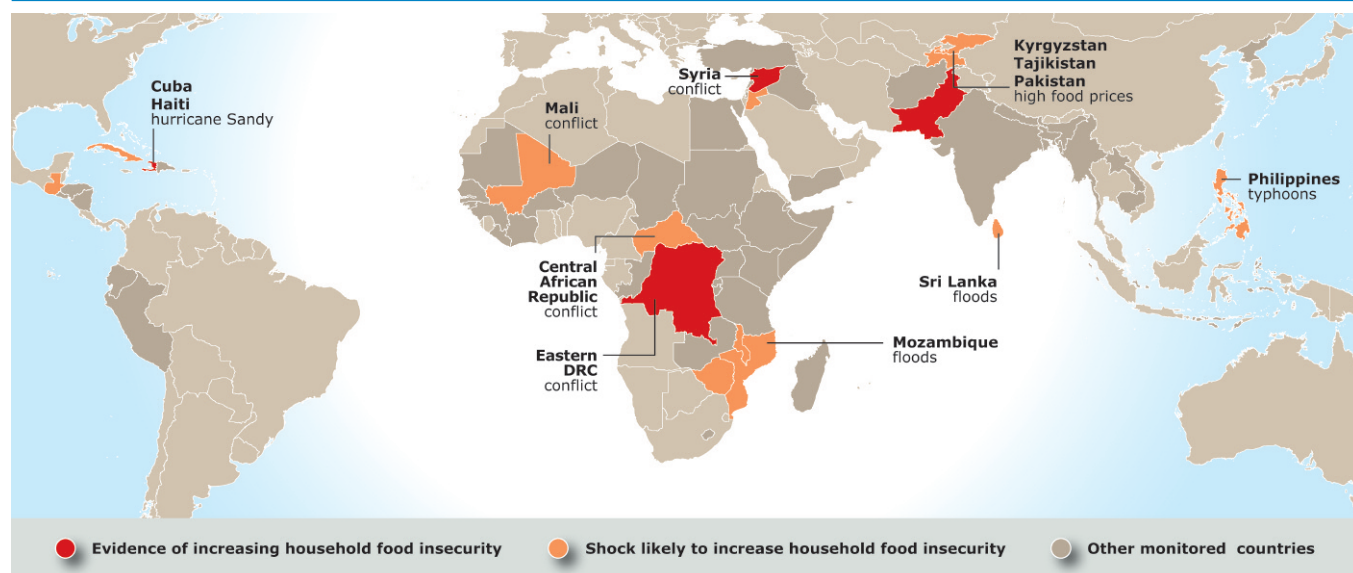 Cuba
Haiti
hurricane Sandy
Mali
conflict
Syria
conflict
Kyrgyzstan
Tajikistan
Pakistan
high food prices
Philippines
typhoons
Central
African
Republic
conflict
Sri Lanka
floods
Eastern
DRC
conflict
Mozambique
floods
Evidence of increasing household food insecurity
Shock likely to increase household food insecurity
Other monitored countries